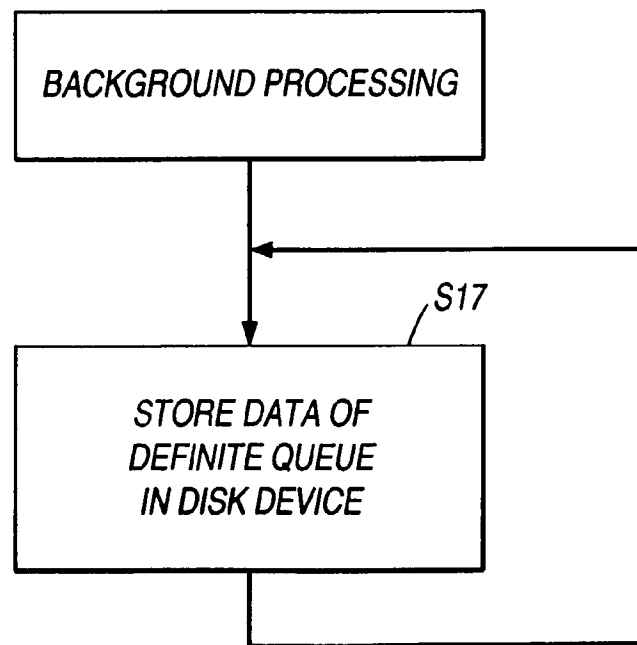 BACKGROUND PROCESSING
S17
STORE DATA OF
DEFINITE QUEUE
IN DISK DEVICE